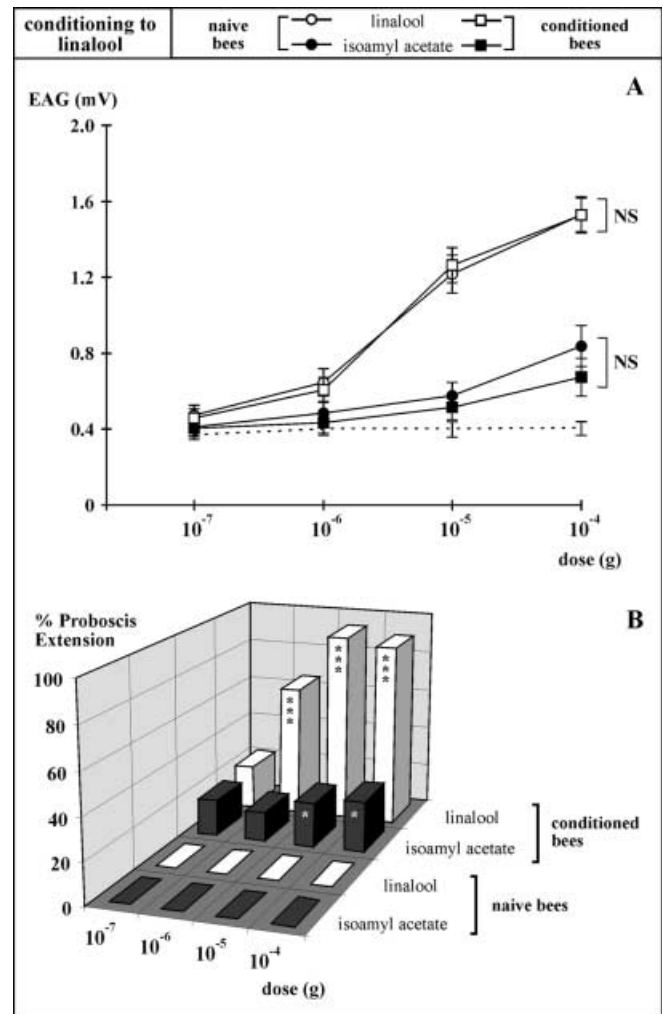 conditioning to linalool
naive bees
linalool
isoamyl acetate
conditioned bees
A
EAG (mV)
2.0
1.6
1.2
0.8
0.4
0
NS
NS
10⁻⁷ 10⁻⁶ 10⁻⁵ 10⁻⁴
dose (g)
B
% Proboscis Extension
100
80
60
40
20
0
***
***
***
*
*
linalool
isoamyl acetate
conditioned bees
linalool
isoamyl acetate
naive bees
10⁻⁷ 10⁻⁶ 10⁻⁵ 10⁻⁴
dose (g)